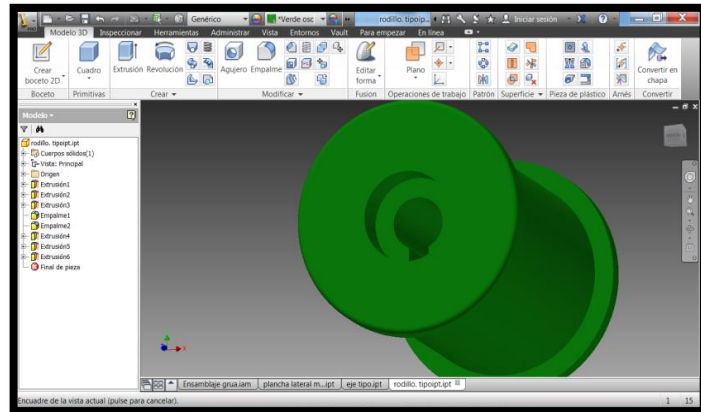 Genérico
*Verde osc
rodillo. tipoip...
Iniciar sesión
Modelo 3D Inspeccionar Herramientas Administrar Vista Entornos Vault Para empezar En línea
Crear boceto 2D
Cuadro
Extrusión Revolución
Agujero Empalme
Editar forma
Plano
Convertir en chapa
Boceto Primitivas Crear Modificar Fusion Operaciones de trabajo Patrón Superficie Pieza de plástico Arnés Convertir
Modelo
rodillo. tipoipt.ipt
Cuerpos sólidos(1)
Vista: Principal
Origen
Extrusión1
Extrusión2
Extrusión3
Empalme1
Empalme2
Extrusión4
Extrusión5
Extrusión6
Final de pieza
X
Ensamblaje grua.iam plancha lateral m...ipt eje tipo.ipt rodillo. tipoipt.ipt
Encuadre de la vista actual (pulse para cancelar). 1 15